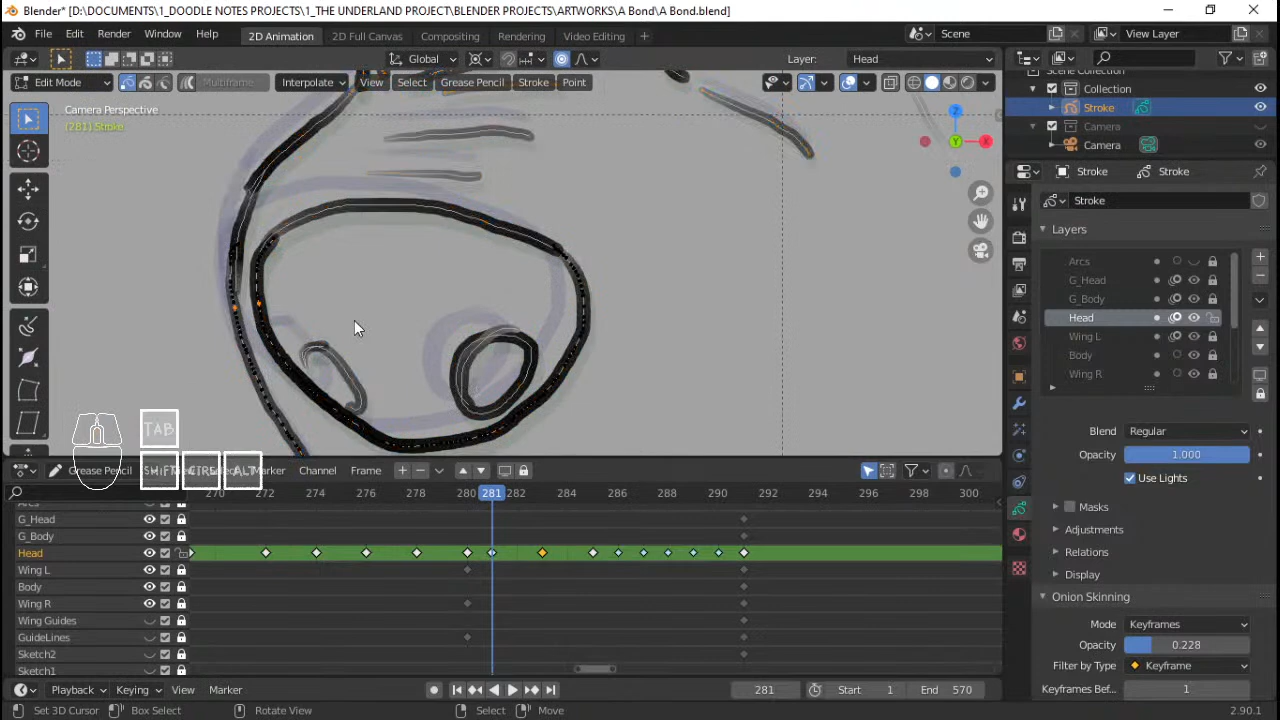 Blender* [D:\DOCUMENTS\1_DOODLE NOTES PROJECTS\1_THE UNDERLAND PROJECT\BLENDER PROJECTS\ARTWORKS\A Bond\A Bond.blend]
File Edit Render Window Help 2D Animation 2D Full Canvas Compositing Rendering Video Editing + Scene View Layer
Global Layer: Head
Edit Mode Multiframe Interpolate View Select Grease Pencil Stroke Point
Camera Perspective
(281) Stroke
Z
Y
X
Scene Collection
Collection
Stroke
Camera
Camera
Stroke Stroke
Stroke
Layers
Arcs
G_Head
G_Body
Head
Wing L
Body
Wing R
Blend Regular
Opacity 1.000
Use Lights
Masks
Adjustments
Relations
Display
Onion Skinning
Mode Keyframes
Opacity 0.228
Filter by Type Keyframe
Keyframes Bef.. 1
TAB
SHIFT CTRL ALT
Grease Pencil Marker Channel Frame
270 272 274 276 278 280 281 282 284 286 288 290 292 294 296 298 300
Arcs
G_Head
G_Body
Head
Wing L
Body
Wing R
Wing Guides
GuideLines
Sketch2
Sketch1
Playback Keying View Marker 281 Start 1 End 570
Set 3D Cursor Box Select Rotate View Select Move 2.90.1